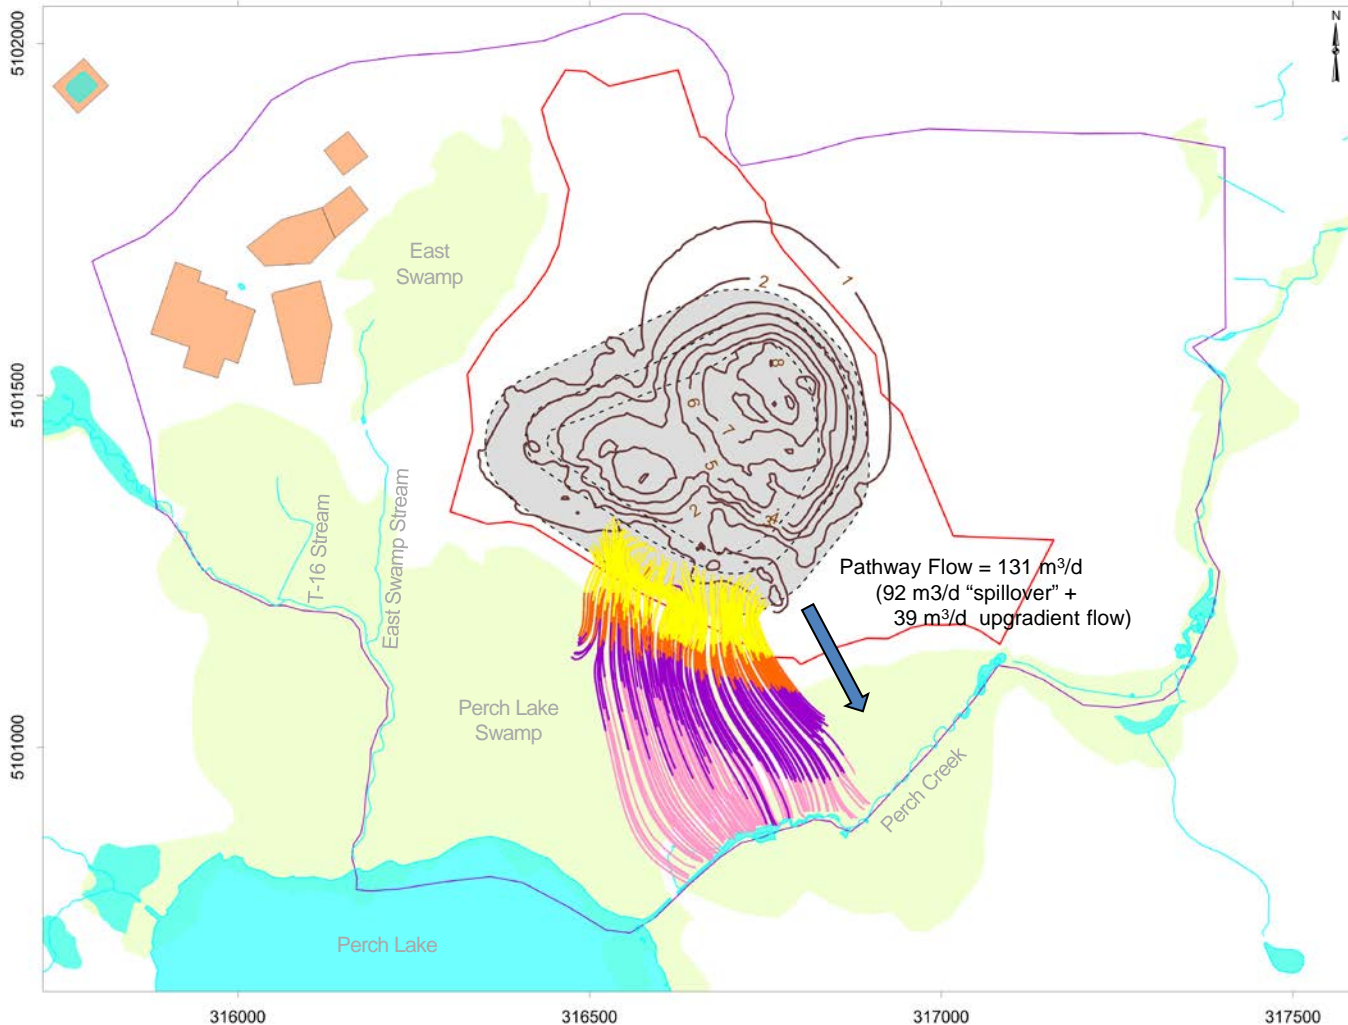 N
5102000
5101500
5101000
East
Swamp
2
1
8
6
7
5
2
4
T-16 Stream
East Swamp Stream
Pathway Flow = 131 m³/d
(92 m3/d “spillover” +
39 m³/d upgradient flow)
Perch Lake
Swamp
Perch Creek
Perch Lake
316000
316500
317000
317500